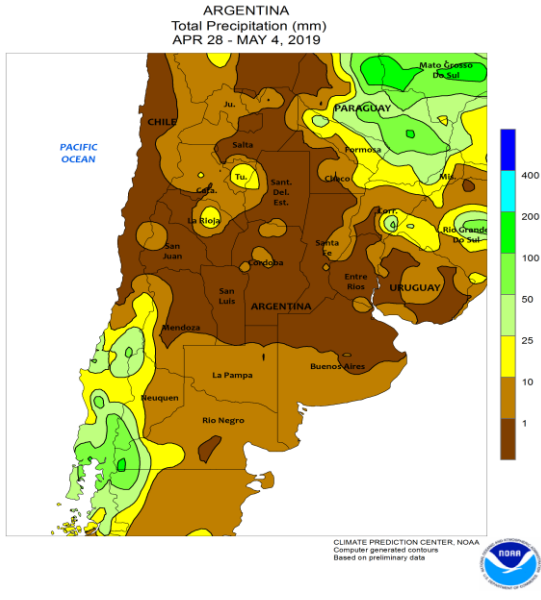 ARGENTINA
Total Precipitation (mm)
APR 28 - MAY 4, 2019
Mato Grosso
Do Sul
Ju.
PARAGUAY
CHILE
PACIFIC
OCEAN
Salta
Formosa
Tu.
Chaco
Mis.
Cata.
Sant.
Del.
Est.
Corr.
La Rioja
Rio Grande
Do Sul
San
Juan
Santa
Fe
Cordoba
Entre
Rios
URUGUAY
San
Luis
ARGENTINA
Mendoza
Buenos Aires
La Pampa
Neuquen
Rio Negro
400
200
100
50
25
10
1
CLIMATE PREDICTION CENTER, NOAA
Computer generated contours
Based on preliminary data
NOAA